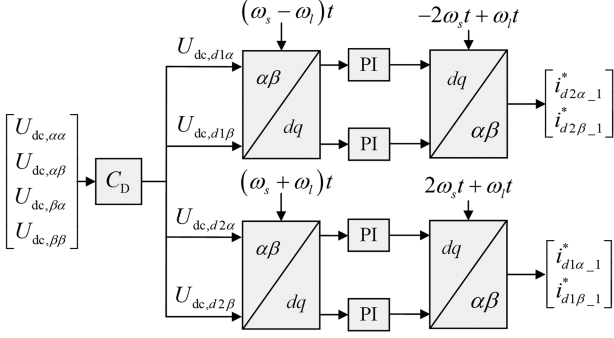 (ω_s − ω_l)t
−2ω_s t + ω_l t
U_dc,d1α
αβ
dq
PI
dq
αβ
i*_d2α_1
i*_d2β_1
U_dc,d1β
PI
U_dc,αα
U_dc,αβ
U_dc,βα
U_dc,ββ
C_D
(ω_s + ω_l)t
2ω_s t + ω_l t
U_dc,d2α
αβ
dq
PI
dq
αβ
i*_d1α_1
i*_d1β_1
U_dc,d2β
PI